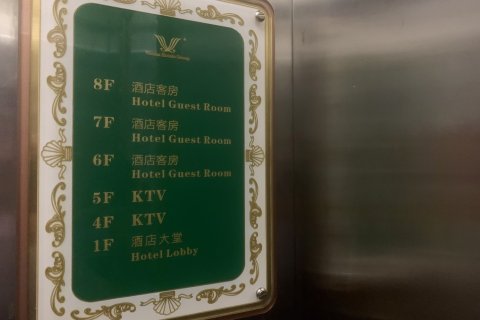 8F 酒店客房
Hotel Guest Room
7F 酒店客房
Hotel Guest Room
6F 酒店客房
Hotel Guest Room
5F KTV
4F KTV
1F 酒店大堂
Hotel Lobby